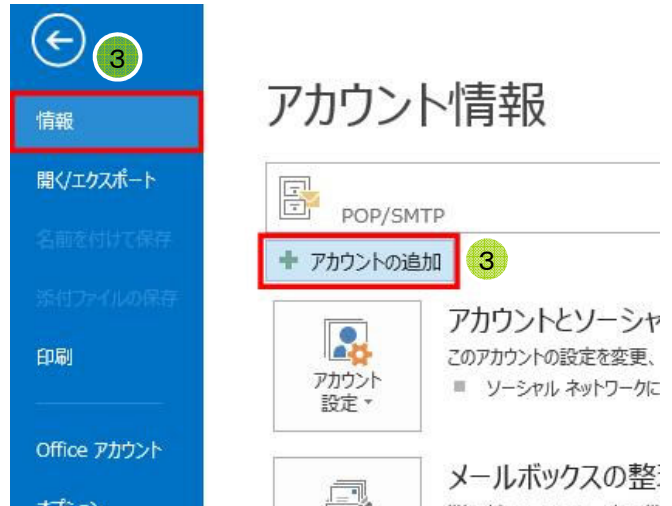 3
情報
開く/エクスポート
名前を付けて保存
添付ファイルの保存
印刷
Office アカウント
オプション
アカウント情報
POP/SMTP
アカウントの追加
3
アカウント
設定
アカウントとソーシャ
このアカウントの設定を変更、
ソーシャル ネットワークに
メールボックスの整